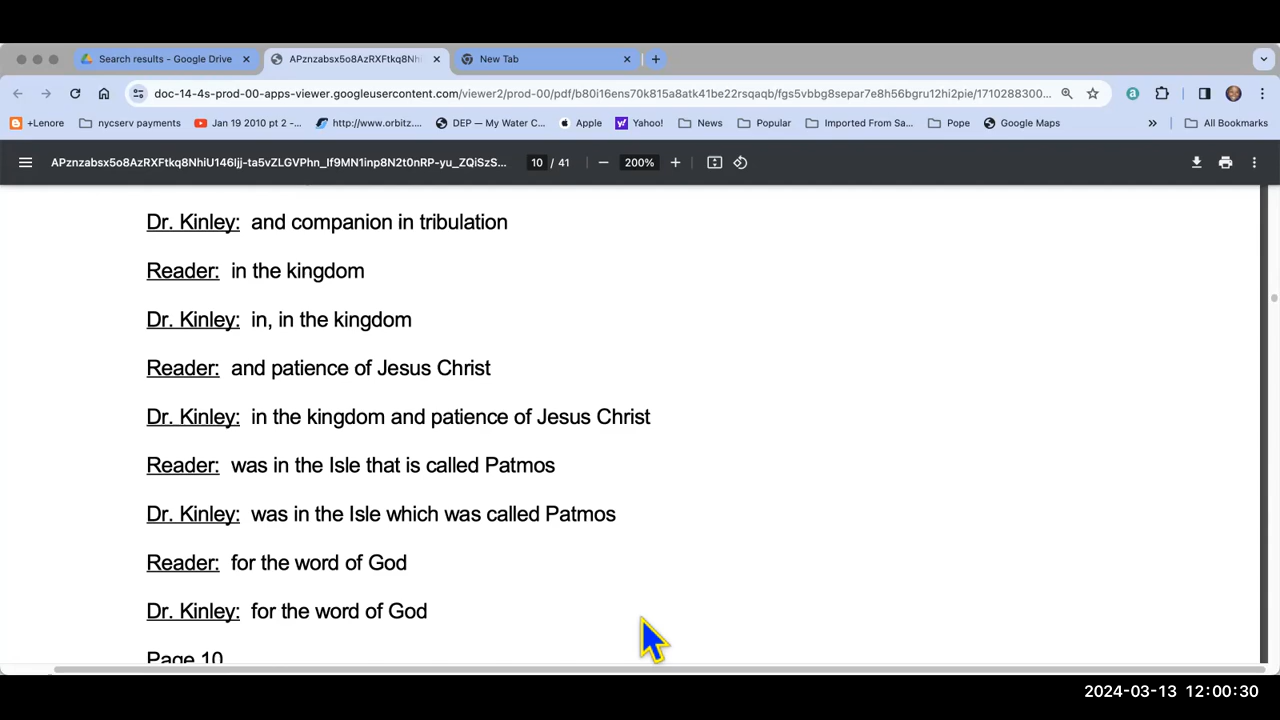 Search results - Google Drive
APznzabsx5o8AzRXFtkq8Nhi
New Tab
doc-14-4s-prod-00-apps-viewer.googleusercontent.com/viewer2/prod-00/pdf/b80i16ens70k815a8atk41be22rsqaqb/fgs5vbbg8separ7e8h56bgru12hi2pie/1710288300...
+Lenore nycserv payments Jan 19 2010 pt 2 -... http://www.orbitz.... DEP — My Water C... Apple Yahoo! News Popular Imported From Sa... Pope Google Maps » All Bookmarks
APznzabsx5o8AzRXFtkq8NhiU146Ijj-ta5vZLGVPhn_If9MN1inp8N2t0nRP-yu_ZQiSzS... 10 / 41 200%
Dr. Kinley: and companion in tribulation
Reader: in the kingdom
Dr. Kinley: in, in the kingdom
Reader: and patience of Jesus Christ
Dr. Kinley: in the kingdom and patience of Jesus Christ
Reader: was in the Isle that is called Patmos
Dr. Kinley: was in the Isle which was called Patmos
Reader: for the word of God
Dr. Kinley: for the word of God
Page 10
2024-03-13 12:00:30